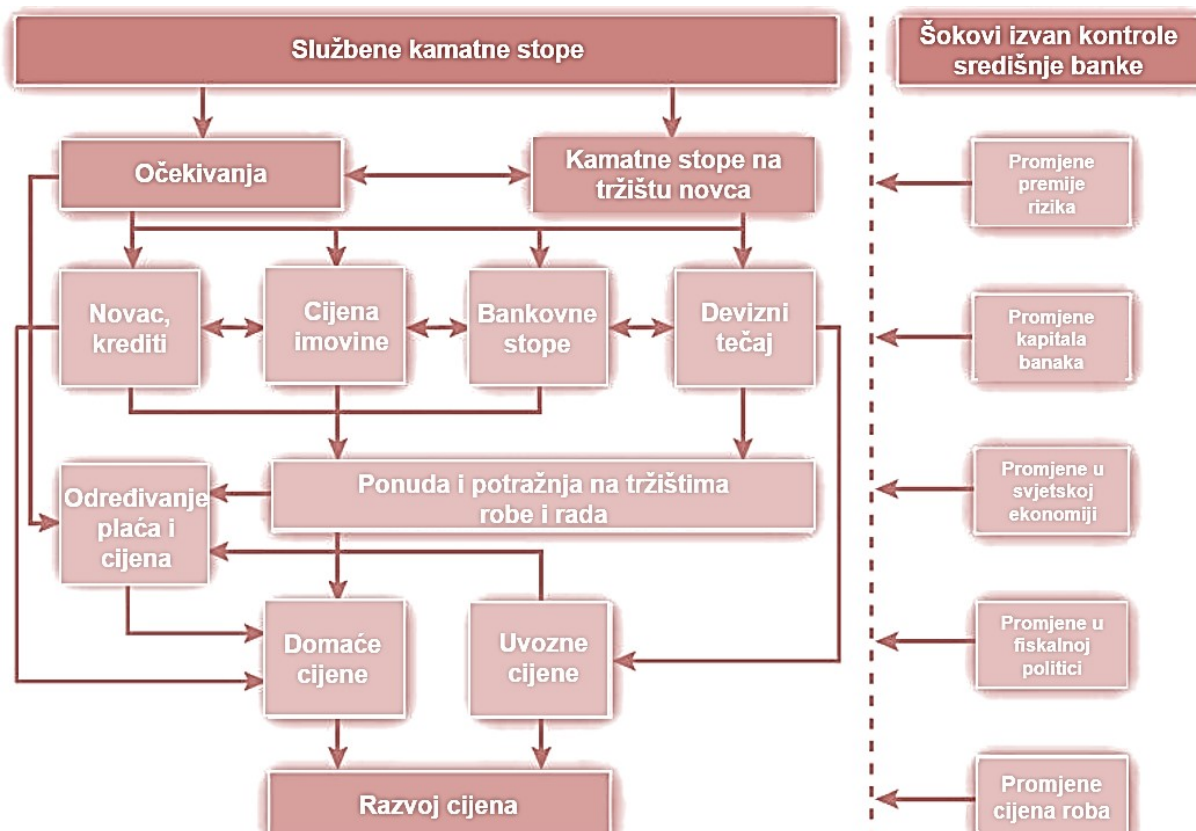 Službene kamatne stope
Šokovi izvan kontrole
središnje banke
Očekivanja
Kamatne stope na
tržištu novca
Promjene
premije
rizika
Novac,
krediti
Cijena
imovine
Bankovne
stope
Devizni
tečaj
Promjene
kapitala
banaka
Određivanje
plaća i
cijena
Ponuda i potražnja na tržištima
robe i rada
Promjene u
svjetskoj
ekonomiji
Domaće
cijene
Uvozne
cijene
Promjene u
fiskalnoj
politici
Razvoj cijena
Promjene
cijena roba